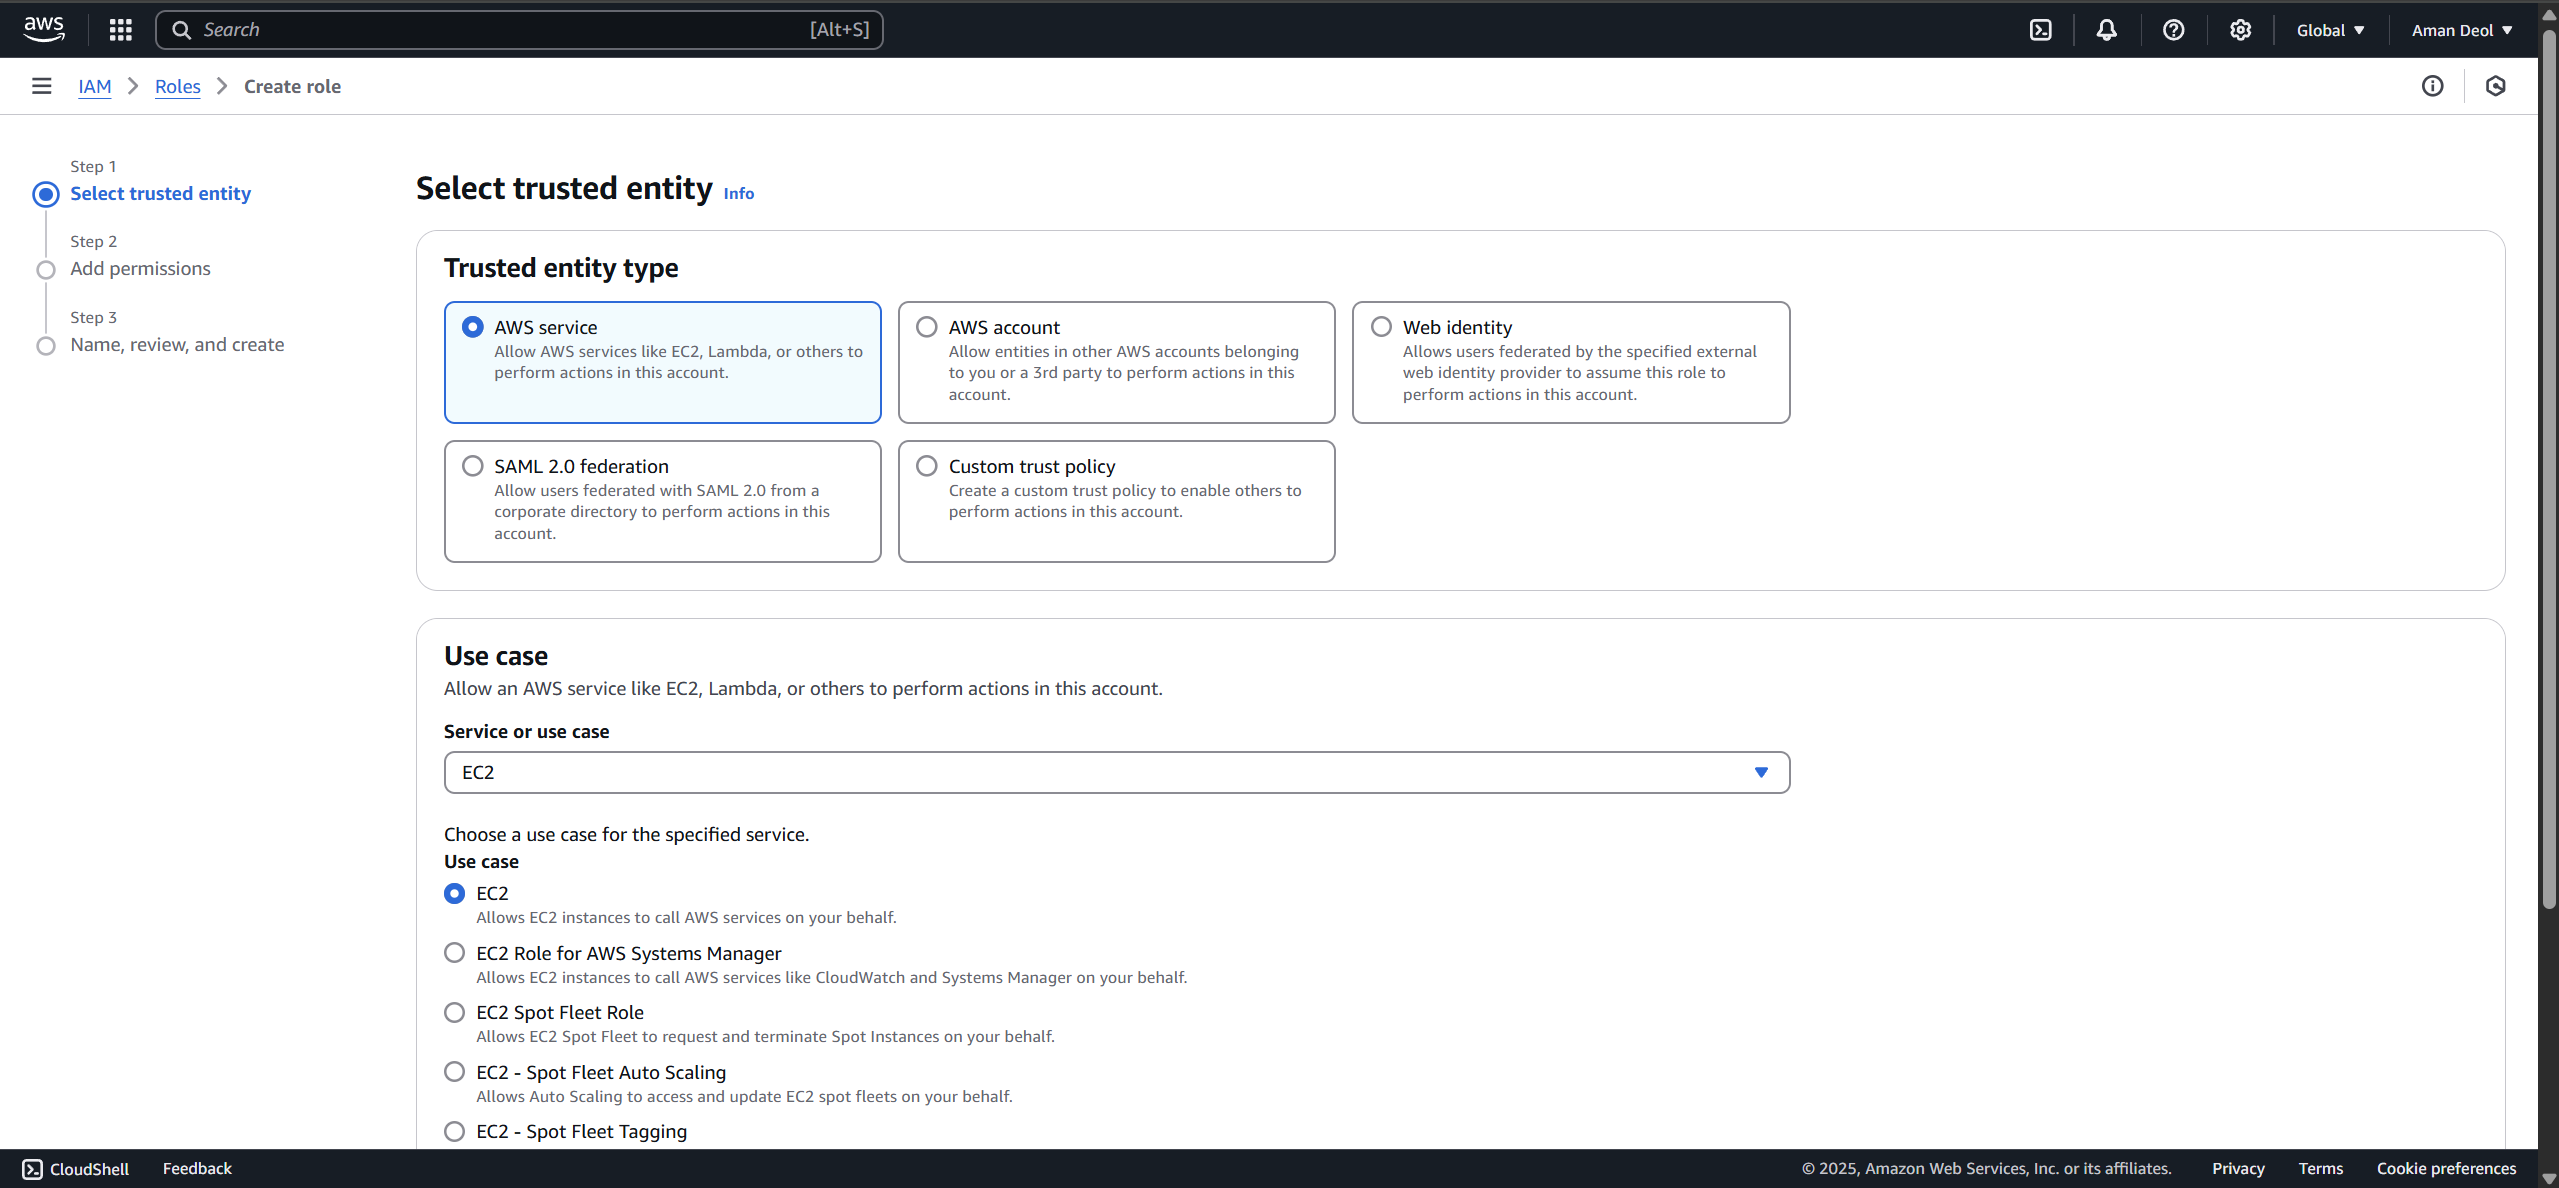 aws
Search [Alt+S]
Global
Aman Deol
IAM
Roles
Create role
Step 1
Select trusted entity
Step 2
Add permissions
Step 3
Name, review, and create
Select trusted entity Info
Trusted entity type
AWS service
Allow AWS services like EC2, Lambda, or others to
perform actions in this account.
AWS account
Allow entities in other AWS accounts belonging
to you or a 3rd party to perform actions in this
account.
Web identity
Allows users federated by the specified external
web identity provider to assume this role to
perform actions in this account.
SAML 2.0 federation
Allow users federated with SAML 2.0 from a
corporate directory to perform actions in this
account.
Custom trust policy
Create a custom trust policy to enable others to
perform actions in this account.
Use case
Allow an AWS service like EC2, Lambda, or others to perform actions in this account.
Service or use case
EC2
Choose a use case for the specified service.
Use case
EC2
Allows EC2 instances to call AWS services on your behalf.
EC2 Role for AWS Systems Manager
Allows EC2 instances to call AWS services like CloudWatch and Systems Manager on your behalf.
EC2 Spot Fleet Role
Allows EC2 Spot Fleet to request and terminate Spot Instances on your behalf.
EC2 - Spot Fleet Auto Scaling
Allows Auto Scaling to access and update EC2 spot fleets on your behalf.
EC2 - Spot Fleet Tagging
CloudShell
Feedback
© 2025, Amazon Web Services, Inc. or its affiliates.
Privacy
Terms
Cookie preferences